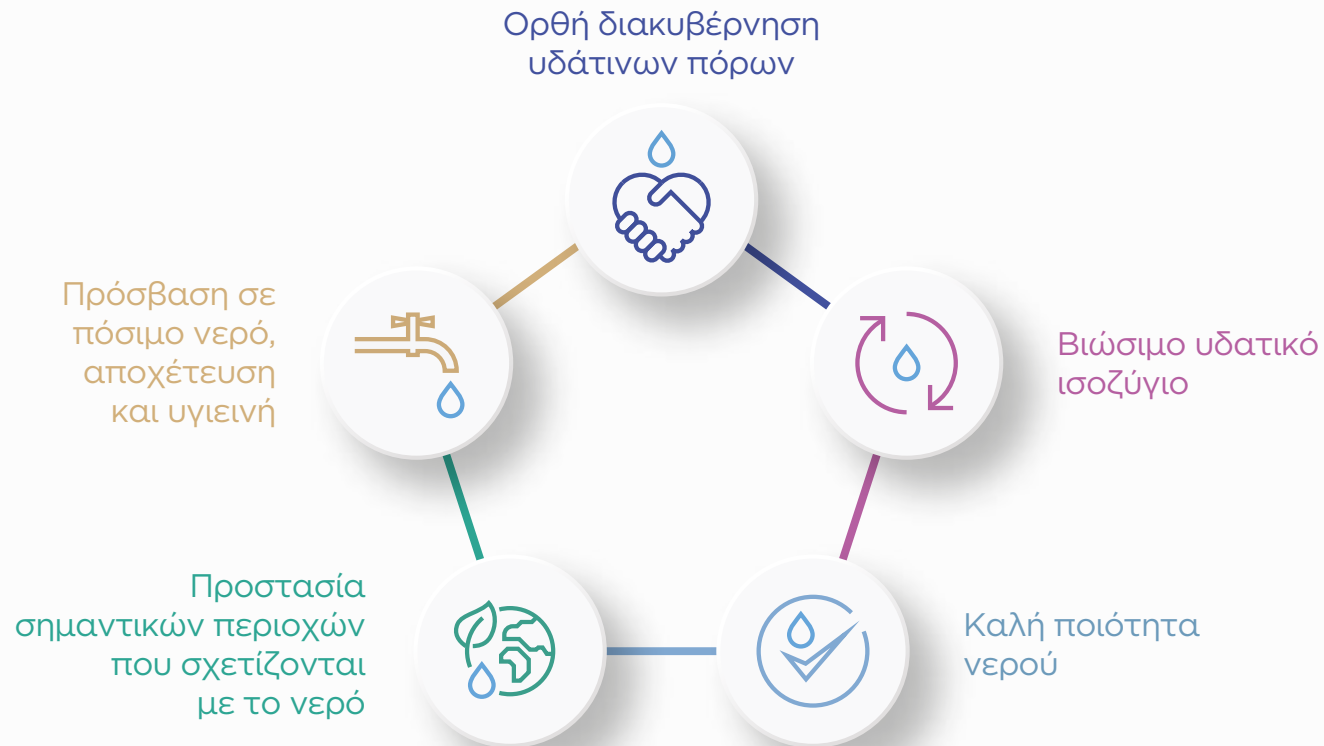 Ορθή διακυβέρνηση
υδάτινων πόρων
Πρόσβαση σε
πόσιμο νερό,
αποχέτευση
και υγιεινή
Βιώσιμο υδατικό
ισοζύγιο
Προστασία
σημαντικών περιοχών
που σχετίζονται
με το νερό
Καλή ποιότητα
νερού